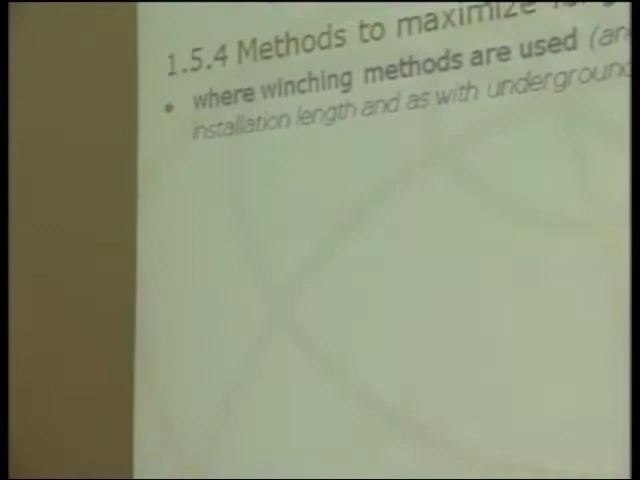 1.5.4 Methods to maximize
• where winching methods are used (an
installation length and as with underground